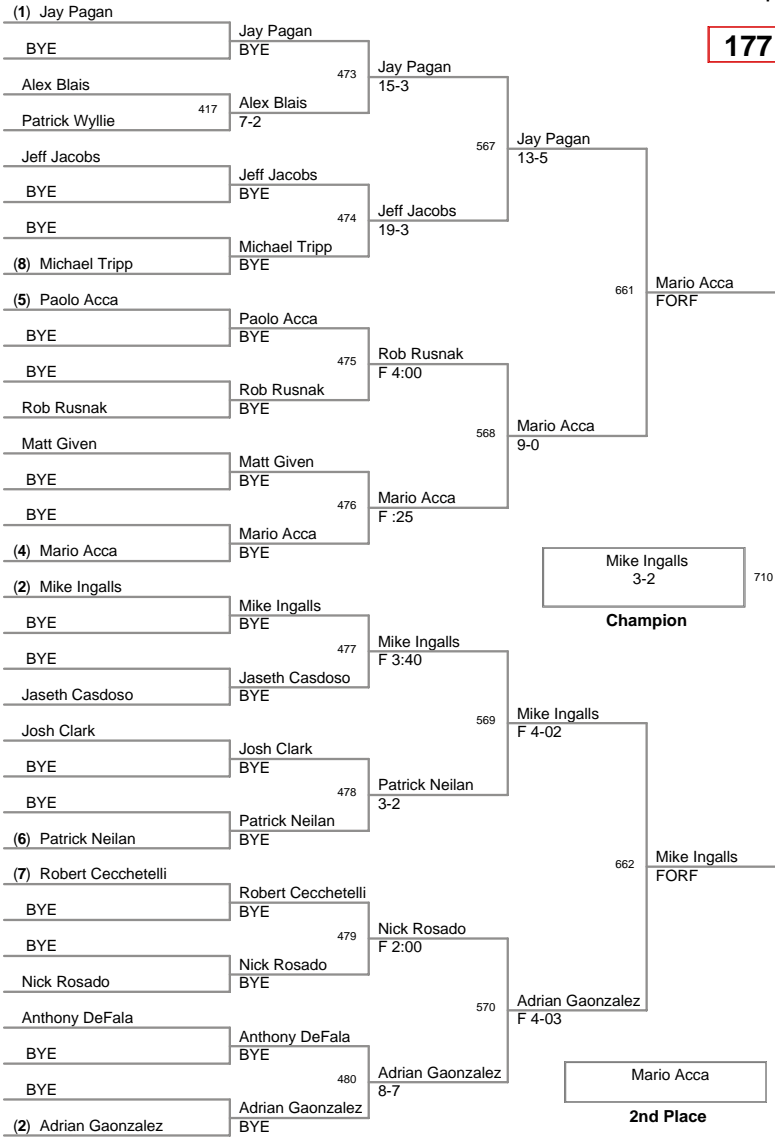 (1) Jay Pagan
BYE
Alex Blais
Patrick Wyllie
Jeff Jacobs
BYE
BYE
(8) Michael Tripp
(5) Paolo Acca
BYE
BYE
Rob Rusnak
Matt Given
BYE
BYE
(4) Mario Acca
(2) Mike Ingalls
BYE
BYE
Jaseth Casdoso
Josh Clark
BYE
BYE
(6) Patrick Neilan
(7) Robert Cecchetelli
BYE
BYE
Nick Rosado
Anthony DeFala
BYE
BYE
(2) Adrian Gaonzalez
417
Jay Pagan
BYE
Alex Blais
7-2
Jeff Jacobs
BYE
Michael Tripp
BYE
Paolo Acca
BYE
Rob Rusnak
BYE
Matt Given
BYE
Mario Acca
BYE
Mike Ingalls
BYE
Jaseth Casdoso
BYE
Josh Clark
BYE
Patrick Neilan
BYE
Robert Cecchetelli
BYE
Nick Rosado
BYE
Anthony DeFala
BYE
Adrian Gaonzalez
BYE
473
474
475
476
477
478
479
480
Jay Pagan
15-3
Jeff Jacobs
19-3
Rob Rusnak
F 4:00
Mario Acca
F :25
Mike Ingalls
F 3:40
Patrick Neilan
3-2
Nick Rosado
F 2:00
Adrian Gaonzalez
8-7
567
568
569
570
Jay Pagan
13-5
Mario Acca
9-0
Mike Ingalls
F 4-02
Adrian Gaonzalez
F 4-03
661
662
Mario Acca
FORF
Mike Ingalls
FORF
177
Mike Ingalls
3-2
710
Champion
Mario Acca
2nd Place